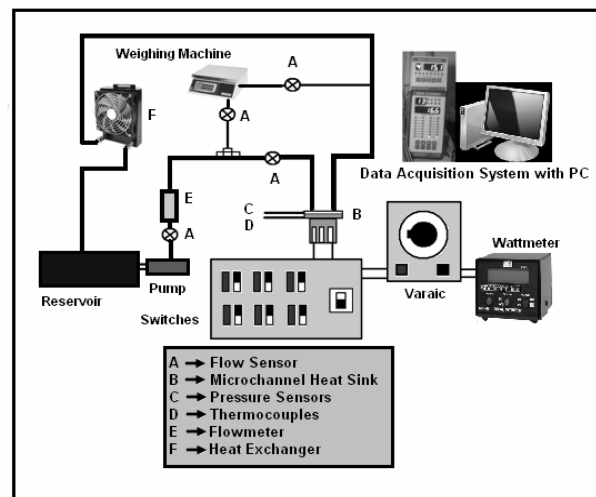 Weighing Machine
A
F
A
A
E
C
D
B
Data Acquisition System with PC
A
Wattmeter
Reservoir
Pump
Varaic
Switches
A → Flow Sensor
B → Microchannel Heat Sink
C → Pressure Sensors
D → Thermocouples
E → Flowmeter
F → Heat Exchanger